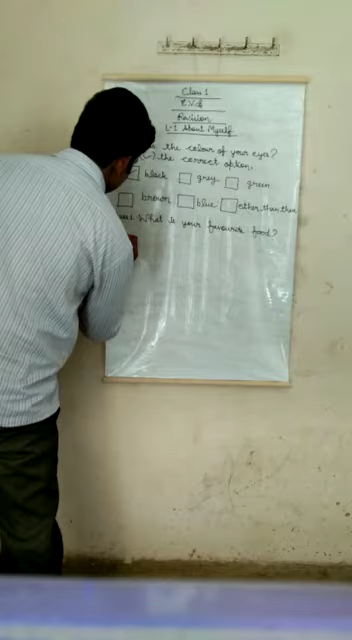 Class 1
E.V.S
Revision
L-1 About Myself
the colour of your eyes?
(✓) the correct option.
black grey green
brown blue other than these
What is your favourite food?